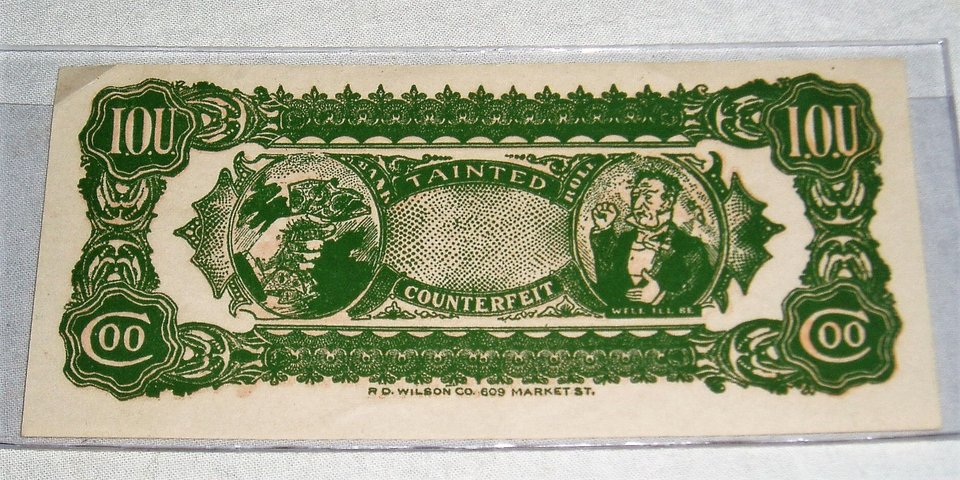 I.O.U
I.O.U
TAINTED
COUNTERFEIT
WELL I'LL BE
COO
COO
R D. WILSON CO. 609 MARKET ST.